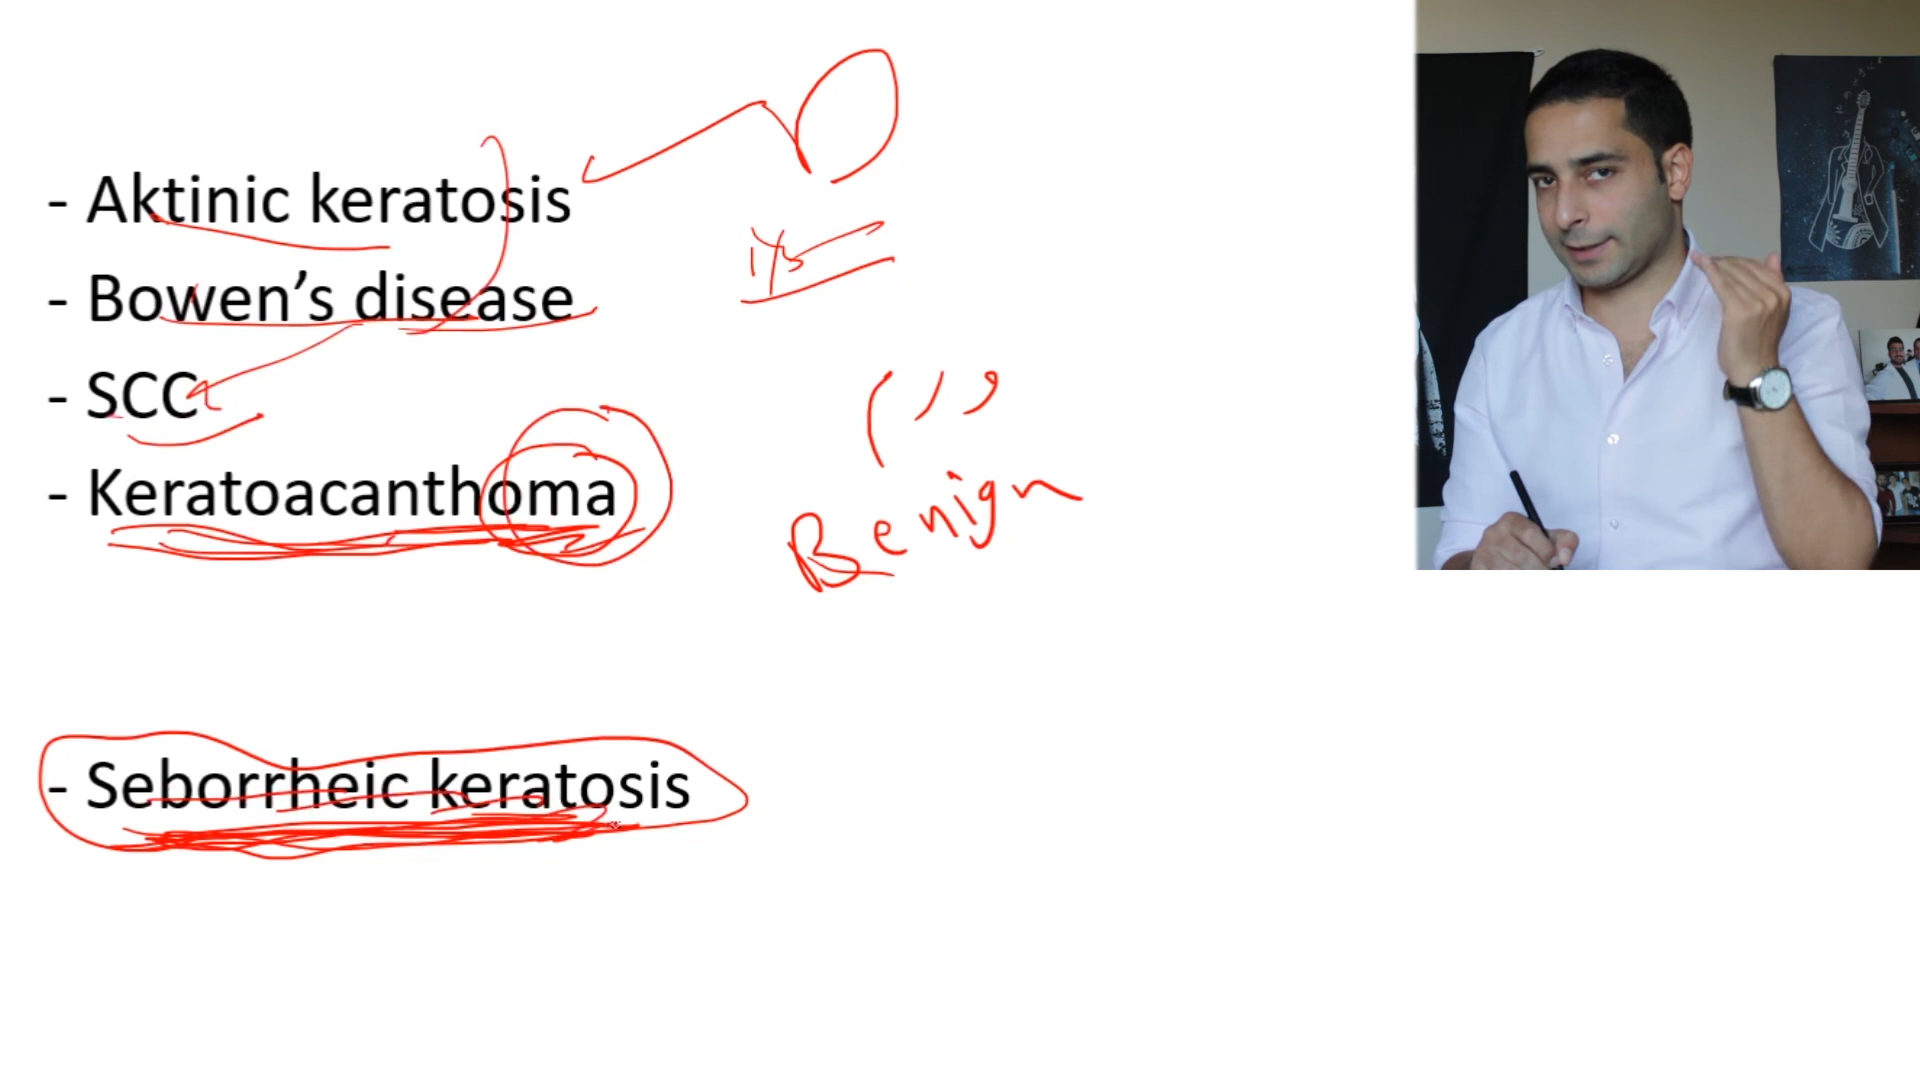 - Aktinic keratosis
- Bowen’s disease
- SCC
- Keratoacanthoma
Benign
- Seborrheic keratosis